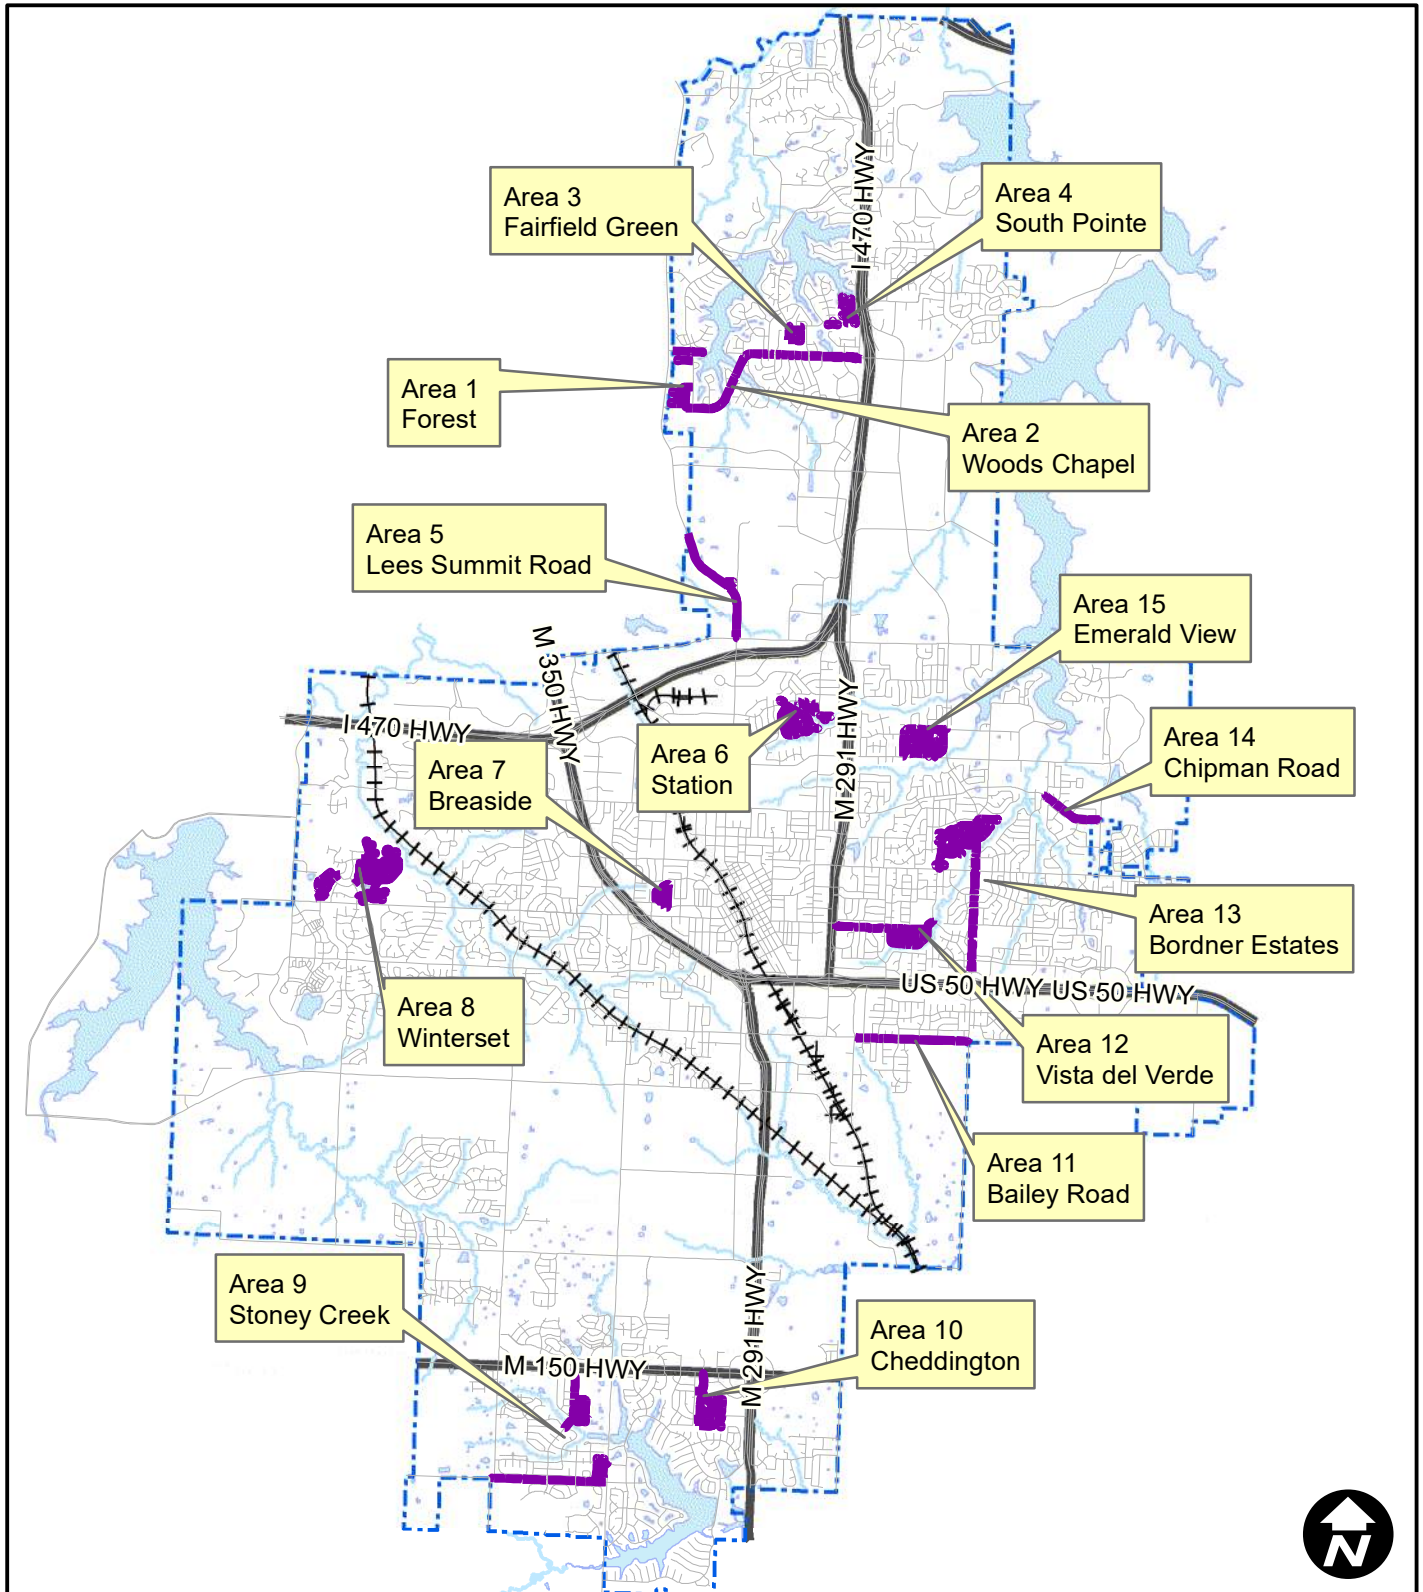 Area 3
Fairfield Green
Area 4
South Pointe
I 470 HWY
Area 1
Forest
Area 2
Woods Chapel
Area 5
Lees Summit Road
Area 15
Emerald View
M 350 HWY
I 470 HWY
Area 6
Station
M 291 HWY
Area 14
Chipman Road
Area 7
Breaside
Area 13
Bordner Estates
US 50 HWY US 50 HWY
Area 8
Winterset
Area 12
Vista del Verde
Area 11
Bailey Road
Area 9
Stoney Creek
M 291 HWY
Area 10
Cheddington
M 150 HWY
N